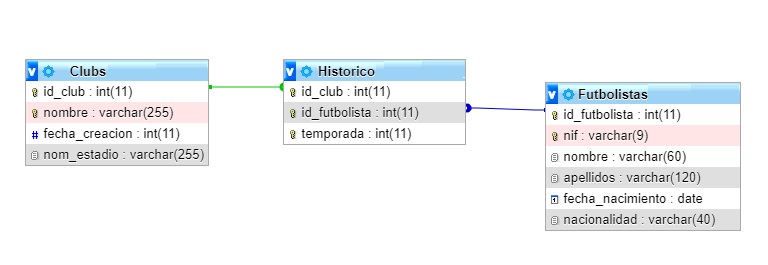 Clubs
id_club : int(11)
nombre : varchar(255)
fecha_creacion : int(11)
nom_estadio : varchar(255)
Historico
id_club : int(11)
id_futbolista : int(11)
temporada : int(11)
Futbolistas
id_futbolista : int(11)
nif : varchar(9)
nombre : varchar(60)
apellidos : varchar(120)
fecha_nacimiento : date
nacionalidad : varchar(40)